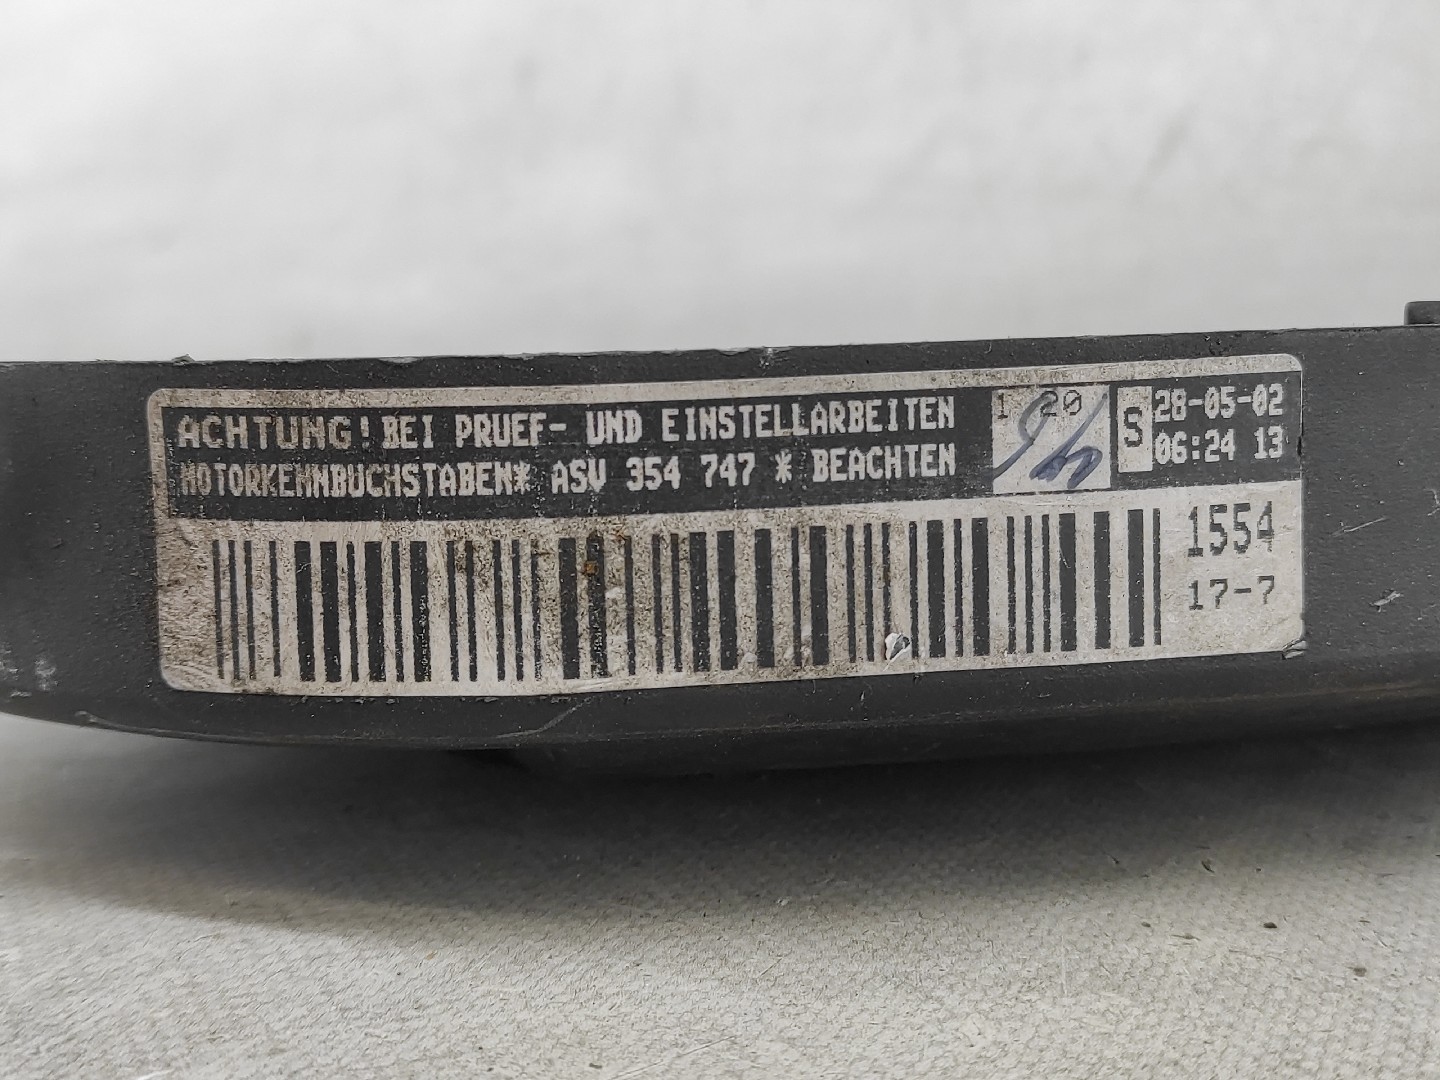 ACHTUNG! BEI PRUEF- UND EINSTELLARBEITEN
MOTORKENNBUCHSTABEN* ASV 354 747 * BEACHTEN
1 20
S
28-05-02
06:24 13
1554
17-7